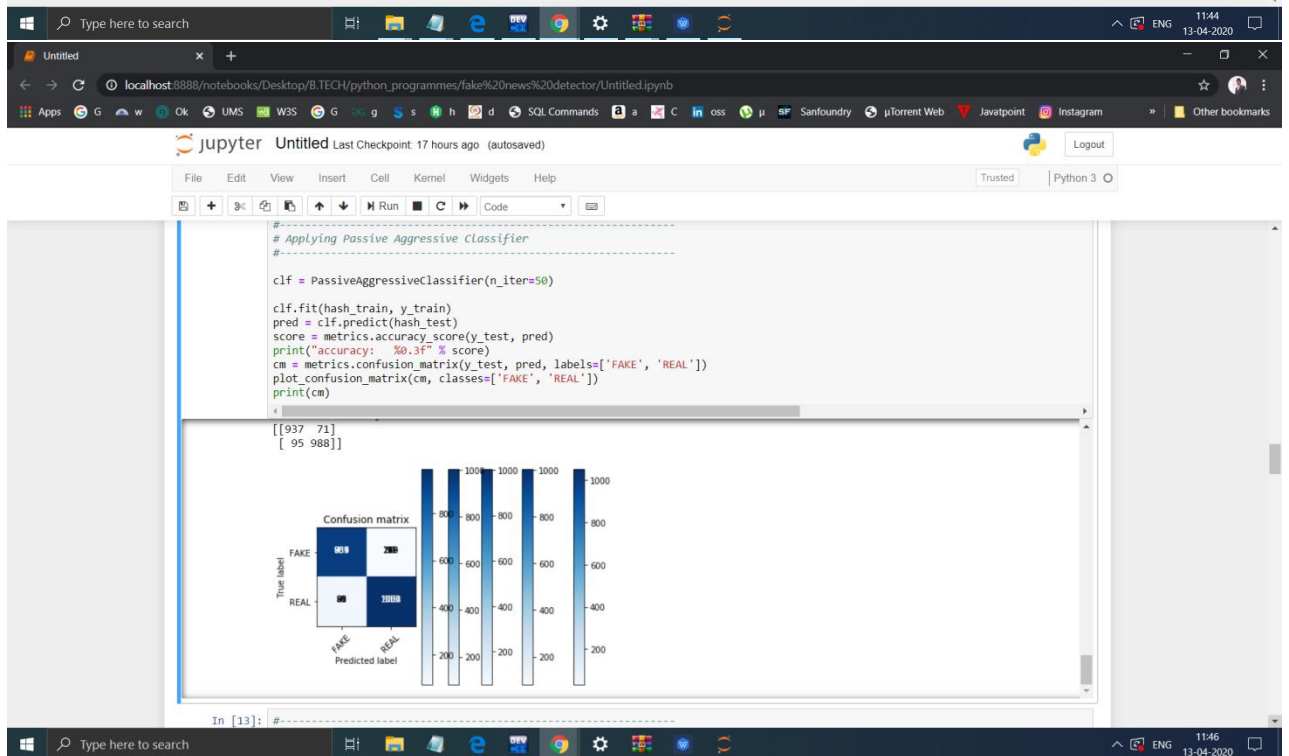 Type here to search
ENG
11:44
13-04-2020
Untitled
localhost:8888/notebooks/Desktop/B.TECH/python_programmes/fake%20news%20detector/Untitled.ipynb
Apps G G w Ok UMS W3S G G g s h d SQL Commands a a C in oss μ SF Sanfoundry μTorrent Web Javatpoint Instagram » Other bookmarks
jupyter Untitled Last Checkpoint: 17 hours ago (autosaved)
Logout
File Edit View Insert Cell Kernel Widgets Help
Trusted
Python 3
Run
Code
#--------------------------------------------------------------
# Applying Passive Aggressive Classifier
#--------------------------------------------------------------
clf = PassiveAggressiveClassifier(n_iter=50)
clf.fit(hash_train, y_train)
pred = clf.predict(hash_test)
score = metrics.accuracy_score(y_test, pred)
print("accuracy:   %0.3f" % score)
cm = metrics.confusion_matrix(y_test, pred, labels=['FAKE', 'REAL'])
plot_confusion_matrix(cm, classes=['FAKE', 'REAL'])
print(cm)
[[937  71]
[ 95 988]]
Confusion matrix
True label
FAKE
REAL
FAKE
REAL
Predicted label
1000 1000 1000 1000
800 800 800 800 800
600 600 600 600 600
400 400 400 400 400
200 200 200 200 200
In [13]: #--------------------------------------------------------------
Type here to search
ENG
11:46
13-04-2020